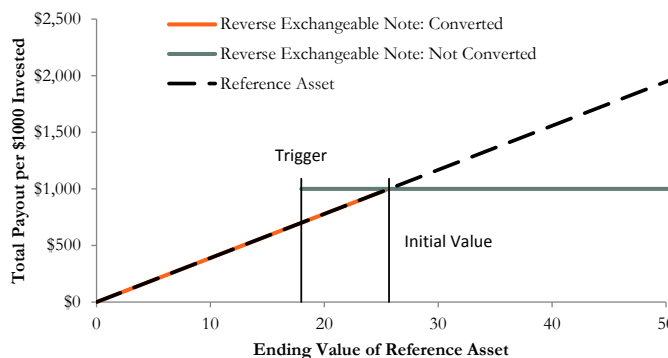 $2,500
$2,000
$1,500
$1,000
$500
$0
Total Payout per $1000 Invested
Reverse Exchangeable Note: Converted
Reverse Exchangeable Note: Not Converted
Reference Asset
Trigger
Initial Value
0 10 20 30 40 50
Ending Value of Reference Asset